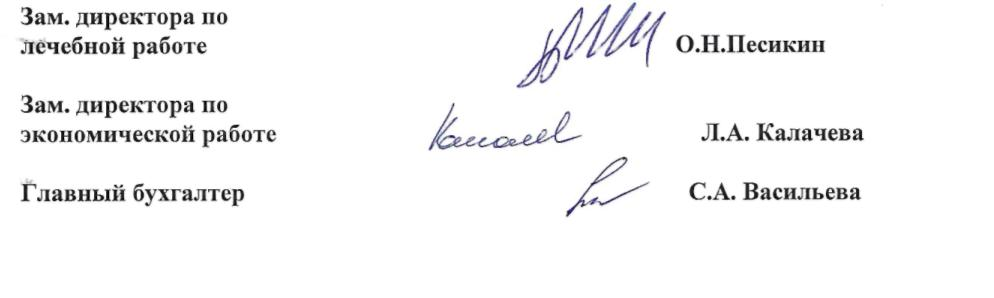 Зам. директора по
лечебной работе О.Н.Песикин
Зам. директора по
экономической работе Л.А. Калачева
Главный бухгалтер С.А. Васильева